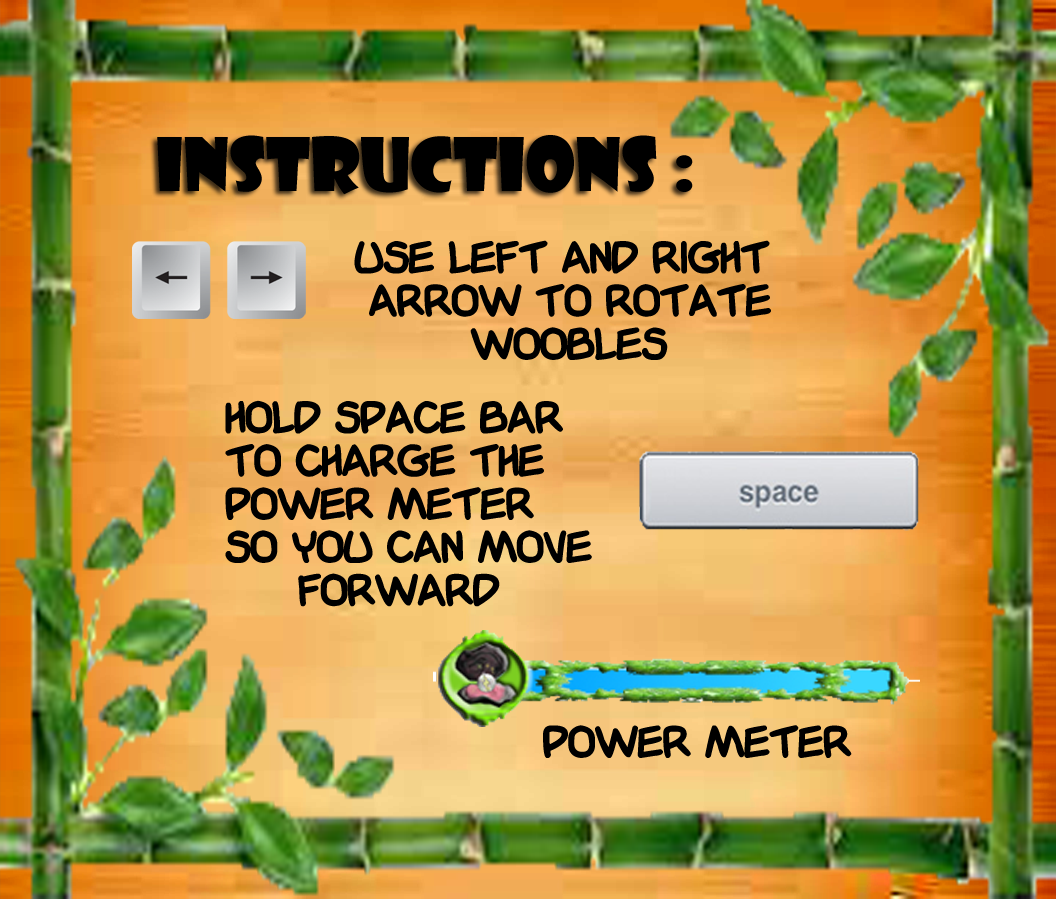 INSTRUCTIONS :
USE LEFT AND RIGHT
ARROW TO ROTATE
WOOBLES
HOLD SPACE BAR
TO CHARGE THE
POWER METER
SO YOU CAN MOVE
FORWARD
space
POWER METER